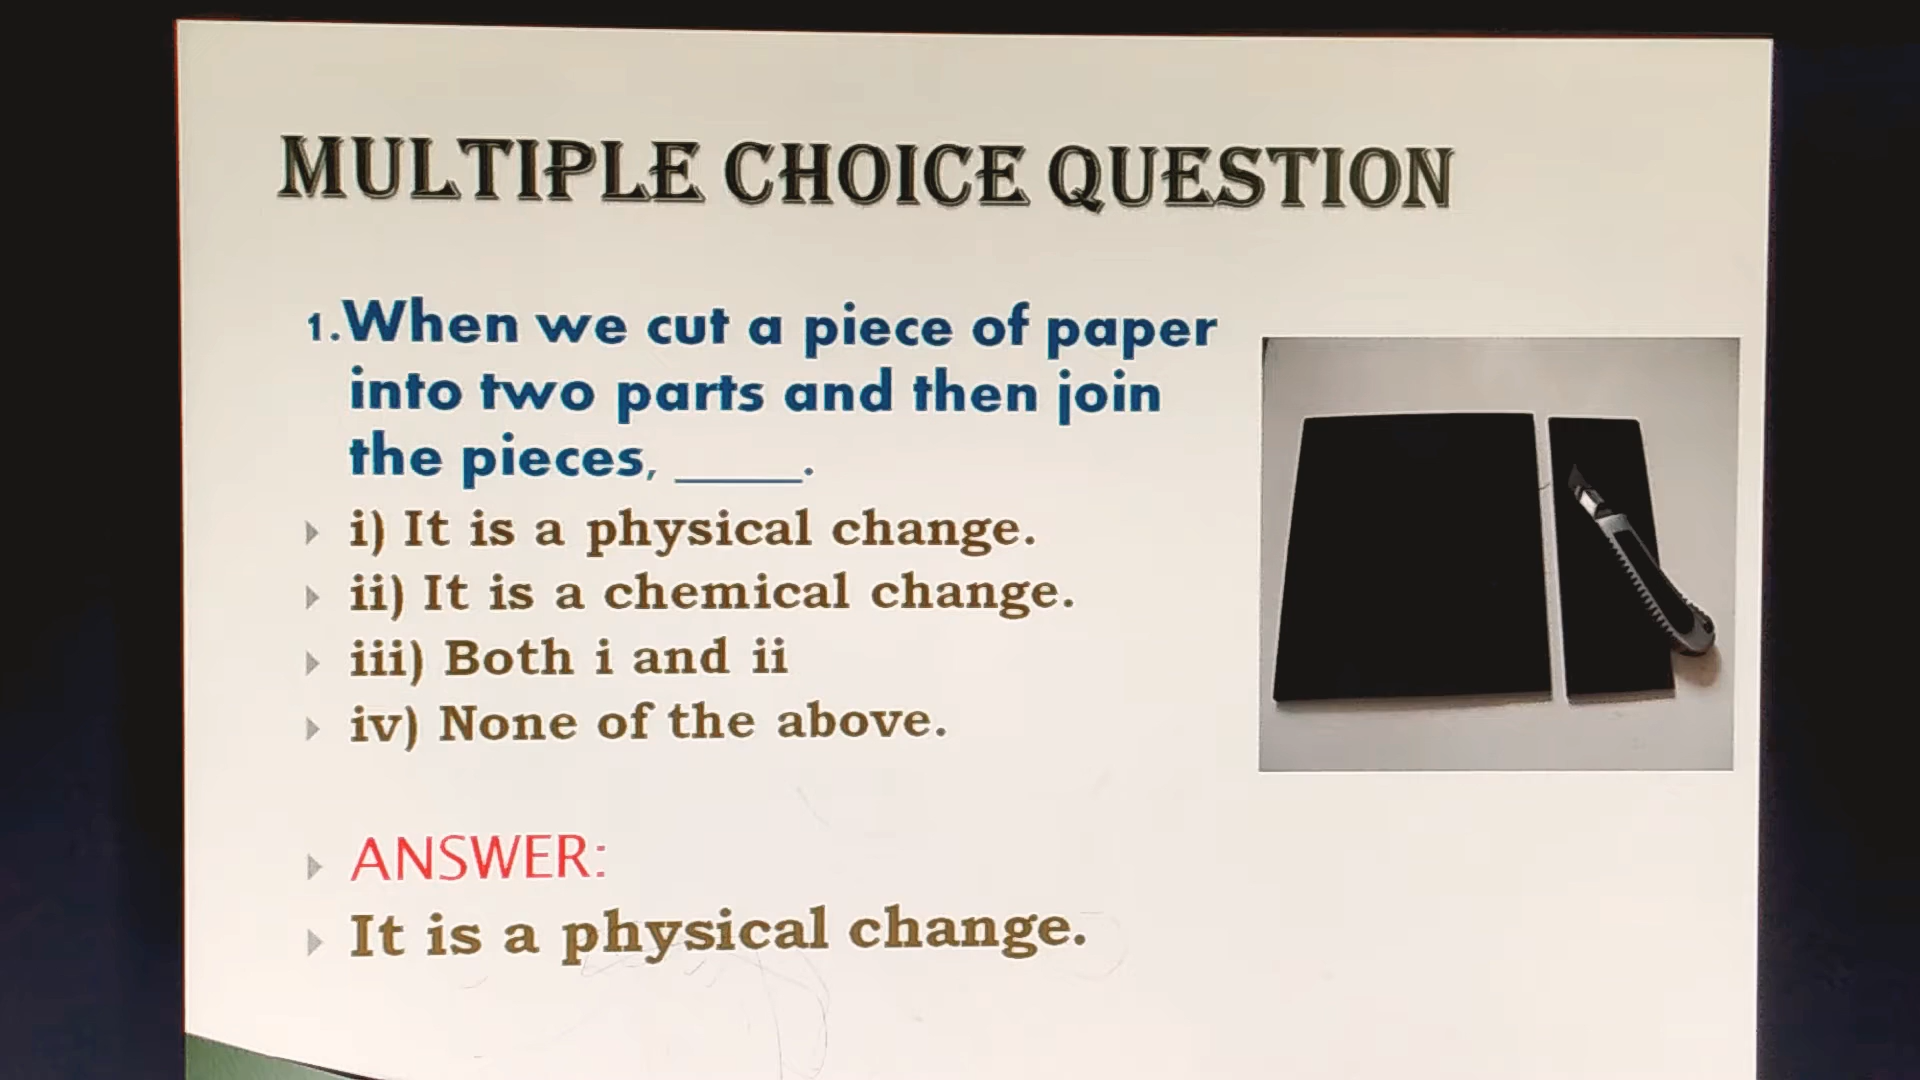 MULTIPLE CHOICE QUESTION
1.When we cut a piece of paper
into two parts and then join
the pieces, _____.
i) It is a physical change.
ii) It is a chemical change.
iii) Both i and ii
iv) None of the above.
ANSWER:
It is a physical change.